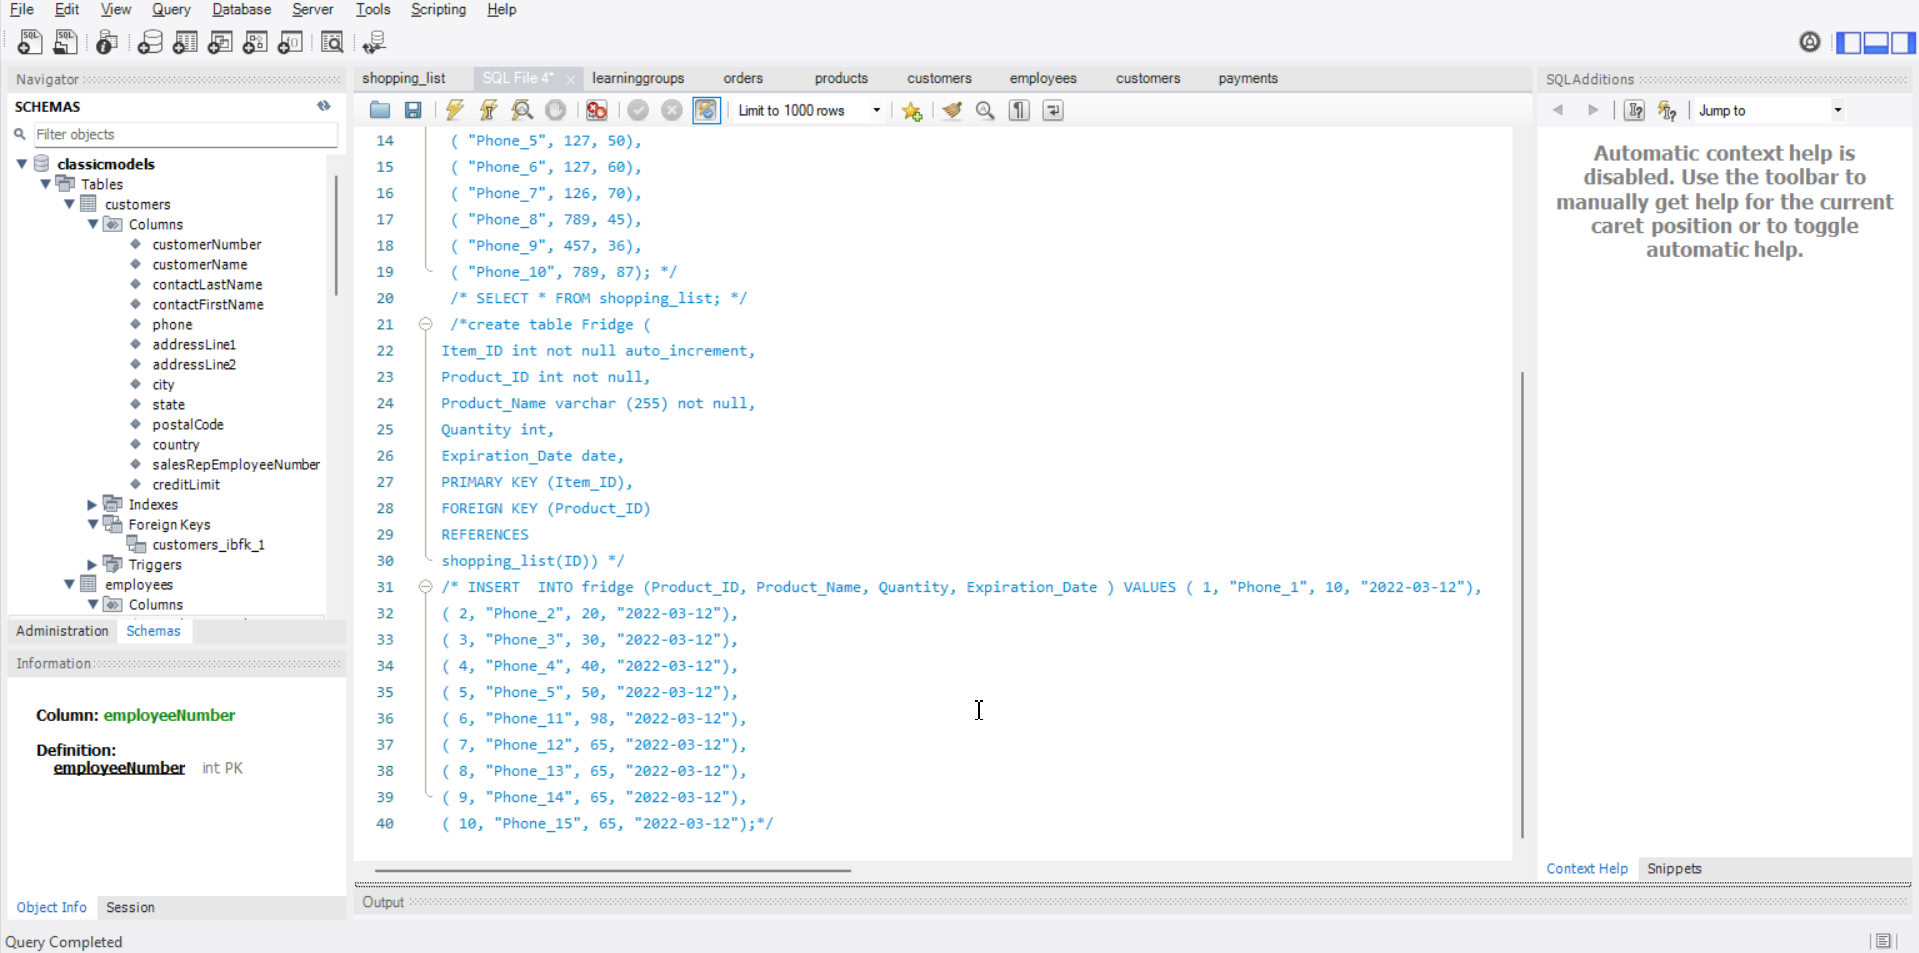 File Edit View Query Database Server Tools Scripting Help
Navigator
SCHEMAS
Filter objects
classicmodels
Tables
customers
Columns
customerNumber
customerName
contactLastName
contactFirstName
phone
addressLine1
addressLine2
city
state
postalCode
country
salesRepEmployeeNumber
creditLimit
Indexes
Foreign Keys
customers_ibfk_1
Triggers
employees
Columns
Administration Schemas
Information
Column: employeeNumber
Definition:
employeeNumber int PK
Object Info Session
Query Completed
shopping_list SQL File 4* learninggroups orders products customers employees customers payments
Limit to 1000 rows
14 ( "Phone_5", 127, 50),
15 ( "Phone_6", 127, 60),
16 ( "Phone_7", 126, 70),
17 ( "Phone_8", 789, 45),
18 ( "Phone_9", 457, 36),
19 ( "Phone_10", 789, 87); */
20 /* SELECT * FROM shopping_list; */
21 /*create table Fridge (
22 Item_ID int not null auto_increment,
23 Product_ID int not null,
24 Product_Name varchar (255) not null,
25 Quantity int,
26 Expiration_Date date,
27 PRIMARY KEY (Item_ID),
28 FOREIGN KEY (Product_ID)
29 REFERENCES
30 shopping_list(ID)) */
31 /* INSERT  INTO fridge (Product_ID, Product_Name, Quantity, Expiration_Date ) VALUES ( 1, "Phone_1", 10, "2022-03-12"),
32 ( 2, "Phone_2", 20, "2022-03-12"),
33 ( 3, "Phone_3", 30, "2022-03-12"),
34 ( 4, "Phone_4", 40, "2022-03-12"),
35 ( 5, "Phone_5", 50, "2022-03-12"),
36 ( 6, "Phone_11", 98, "2022-03-12"),
37 ( 7, "Phone_12", 65, "2022-03-12"),
38 ( 8, "Phone_13", 65, "2022-03-12"),
39 ( 9, "Phone_14", 65, "2022-03-12"),
40 ( 10, "Phone_15", 65, "2022-03-12");*/
Output
SQLAdditions
Jump to
Automatic context help is
disabled. Use the toolbar to
manually get help for the current
caret position or to toggle
automatic help.
Context Help Snippets